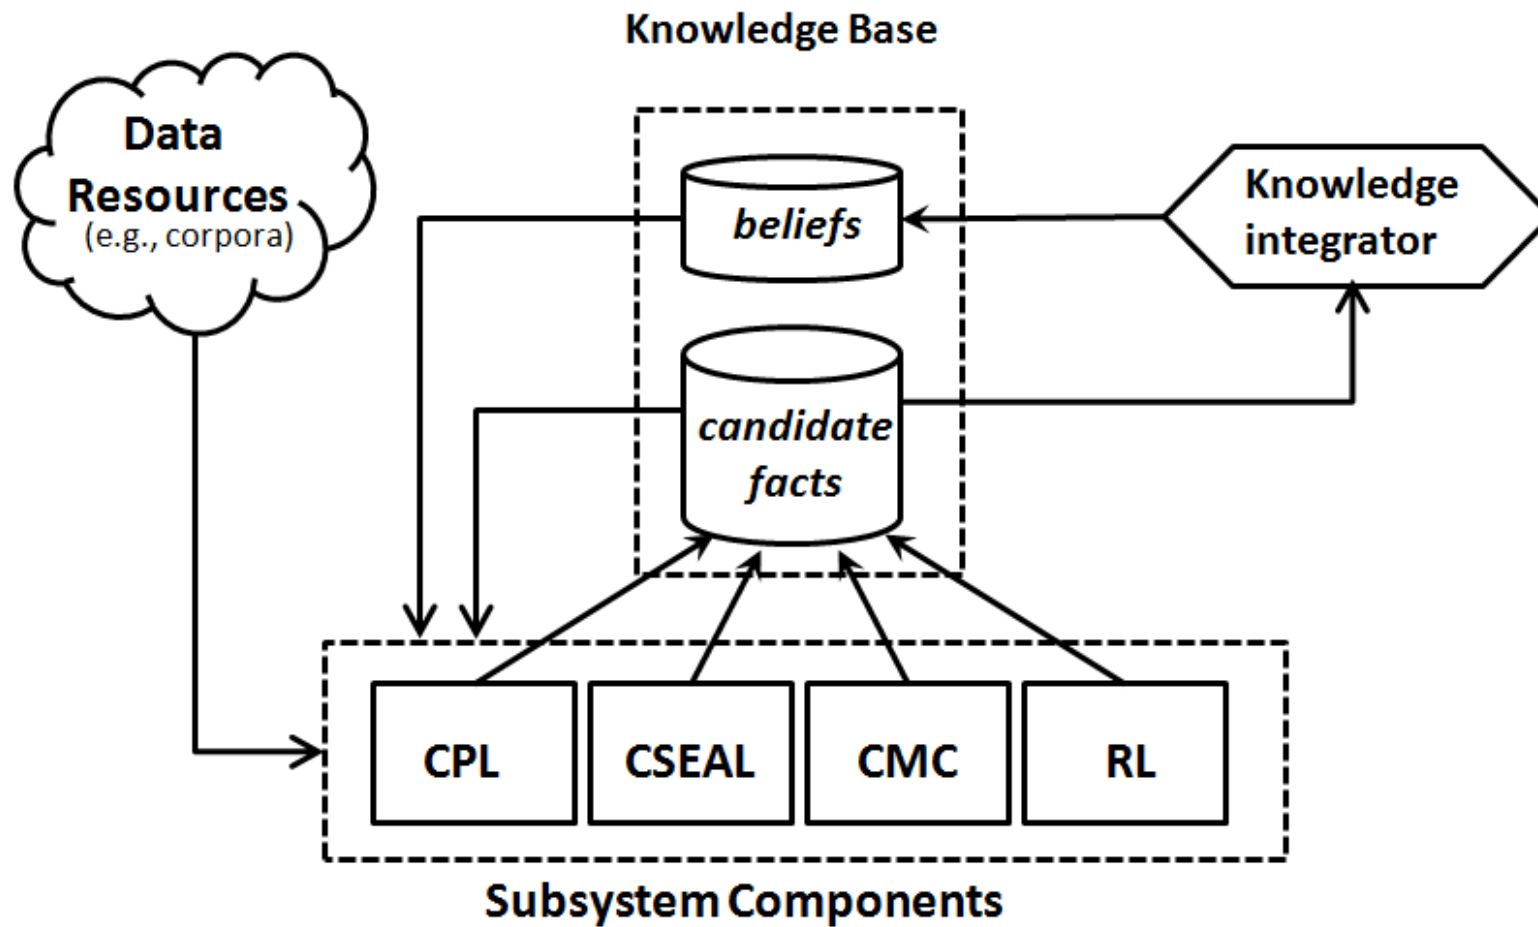 Knowledge Base
Data
Resources
(e.g., corpora)
beliefs
Knowledge
integrator
candidate
facts
CPL
CSEAL
CMC
RL
Subsystem Components